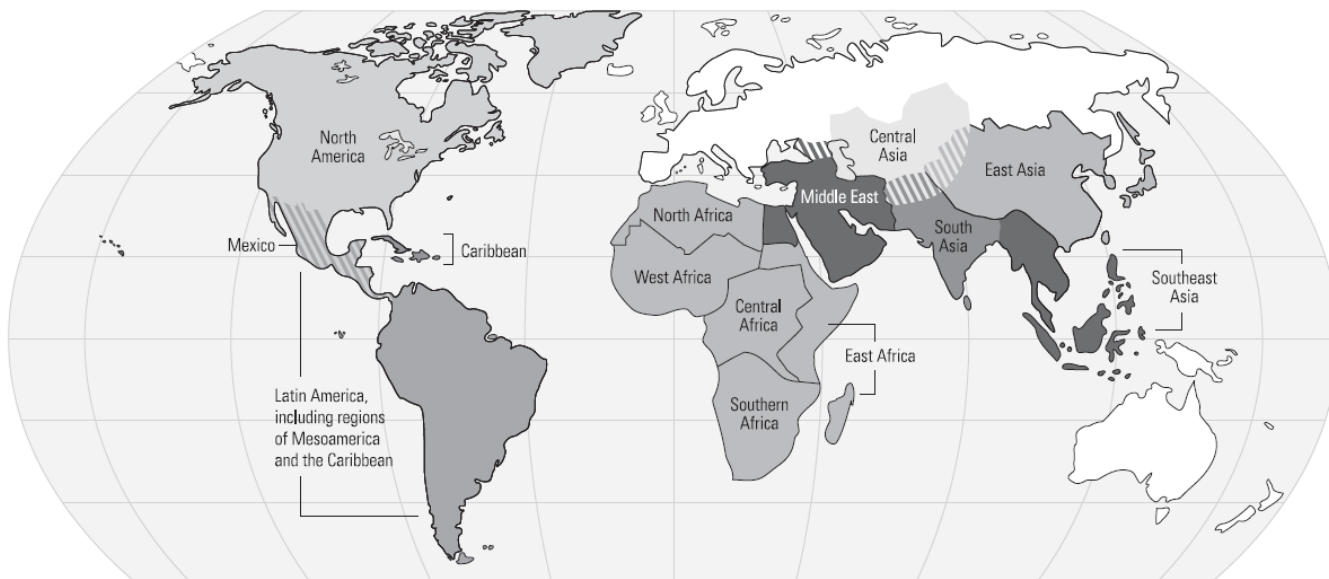 North
America
Mexico
Caribbean
Latin America,
including regions
of Mesoamerica
and the Caribbean
North Africa
West Africa
Central
Africa
East Africa
Southern
Africa
Middle East
Central
Asia
East Asia
South
Asia
Southeast
Asia